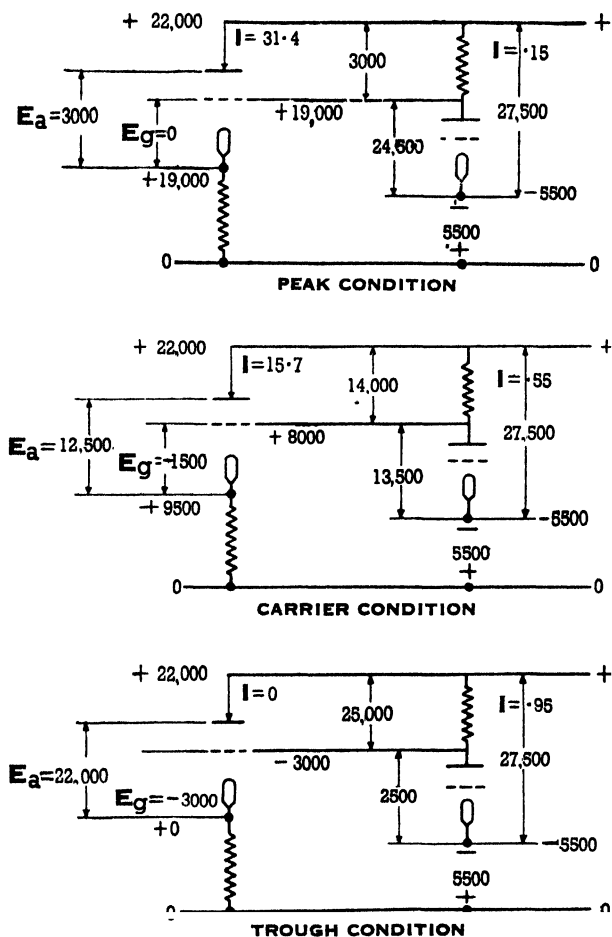 + 22,000
+
I = 31·4
3000
I = ·15
Ea=3000
Eg=0
+19,000
27,500
24,500
+19,000
-5500
5500
+
0
0
PEAK CONDITION
+ 22,000
+
I=15·7
14,000
I = ·55
Ea=12,500
Eg=-1500
+ 8000
27,500
13,500
+ 9500
-5500
5500
+
0
0
CARRIER CONDITION
+ 22,000
+
I=0
25,000
I = ·95
Ea=22,000
- 3000
27,500
Eg=-3000
2500
+0
-5500
5500
+
0
0
TROUGH CONDITION